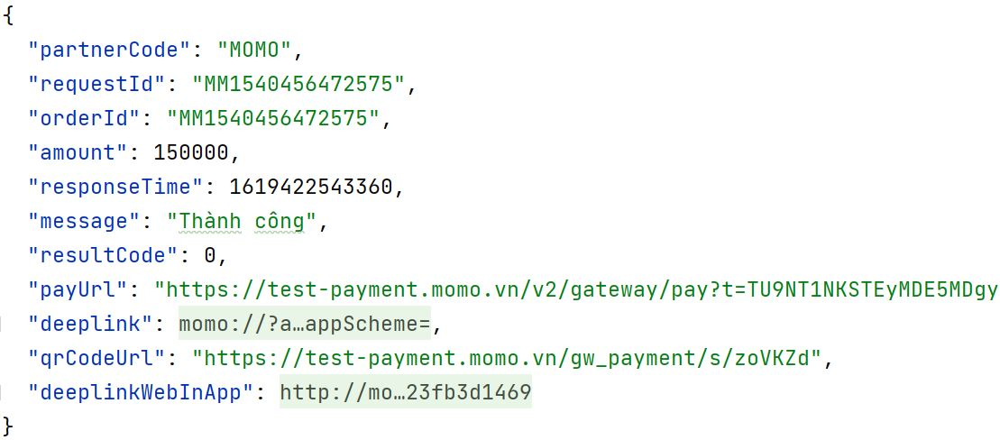 {
"partnerCode": "MOMO",
"requestId": "MM1540456472575",
"orderId": "MM1540456472575",
"amount": 150000,
"responseTime": 1619422543360,
"message": "Thành công",
"resultCode": 0,
"payUrl": "https://test-payment.momo.vn/v2/gateway/pay?t=TU9NT1NKSTEyMDE5MDgy
"deeplink": momo://?a…appScheme=,
"qrCodeUrl": "https://test-payment.momo.vn/gw_payment/s/zoVKZd",
"deeplinkWebInApp": http://mo…23fb3d1469
}